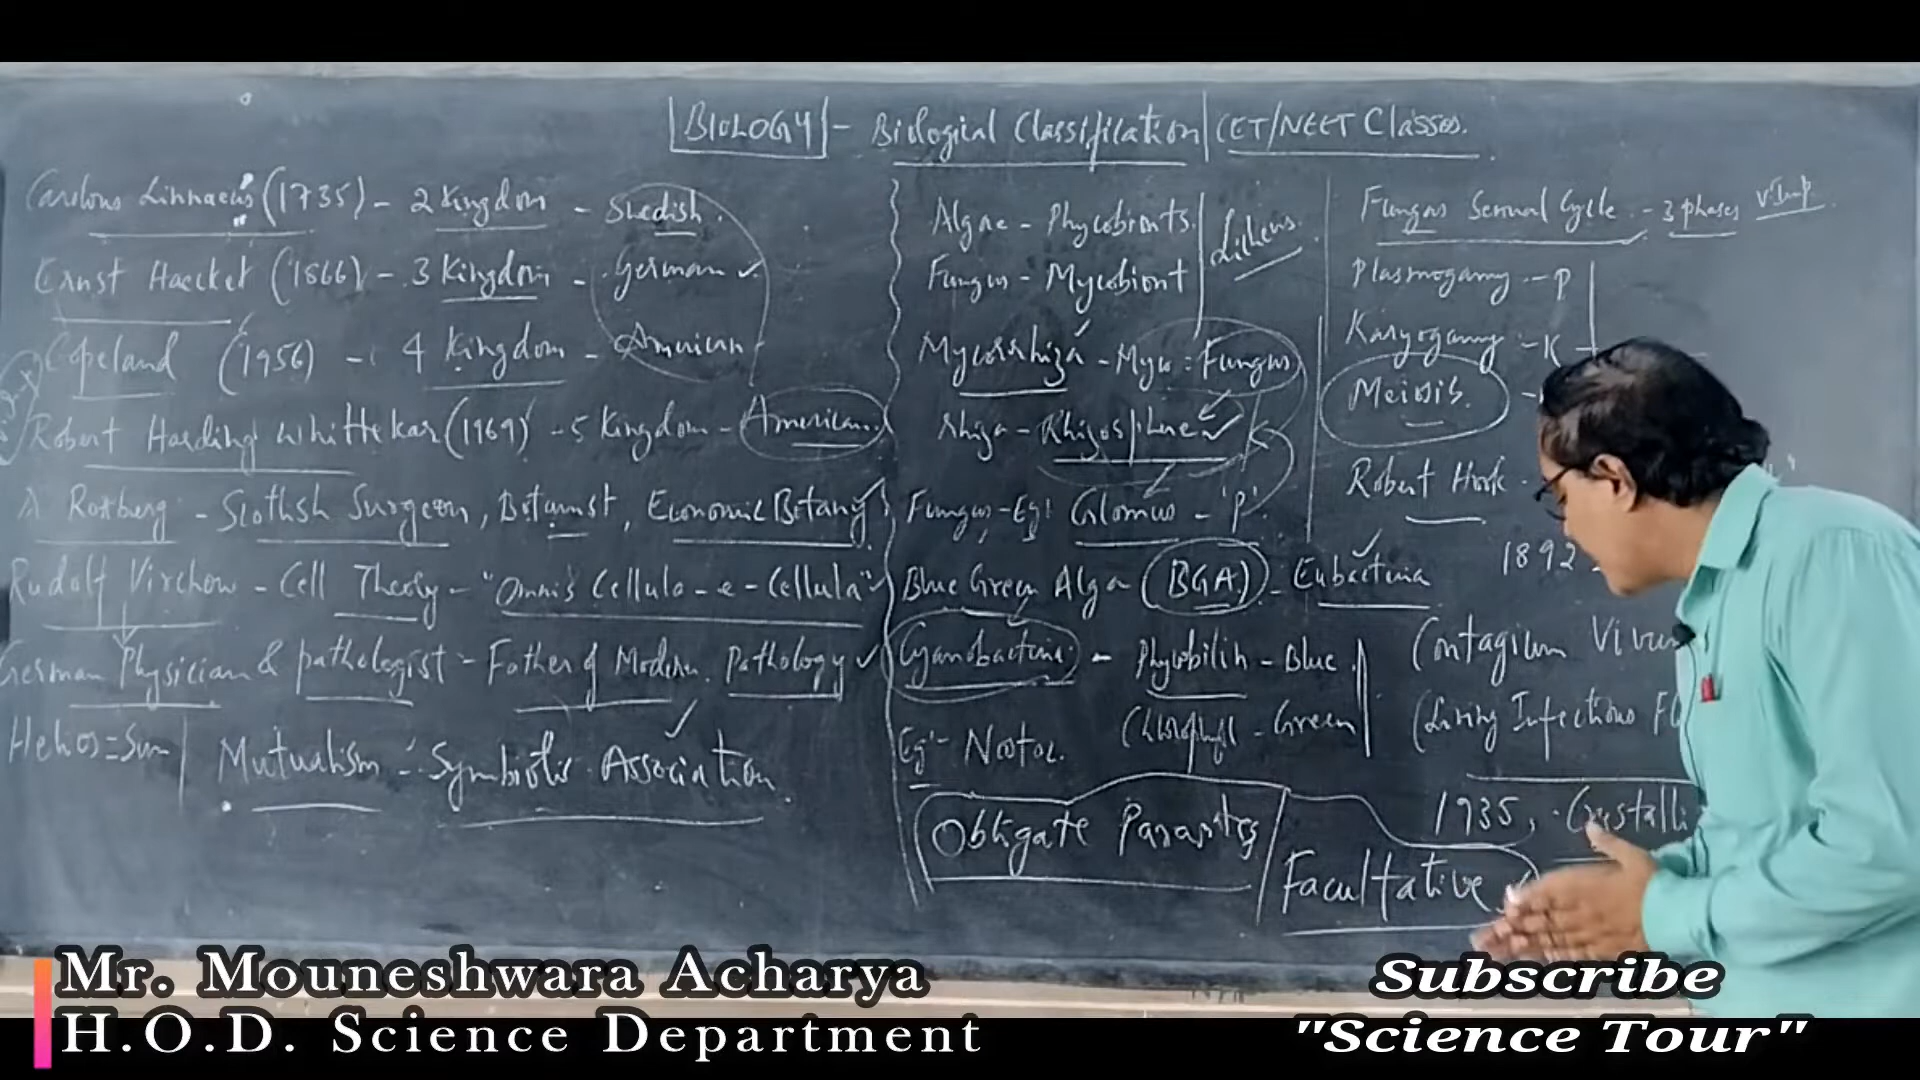 BIOLOGY - Biological Classification | CET/NEET Classes.
Carolous Linnaeus (1735) - 2 Kingdom - Swedish.
Ernst Haeckel (1866) - 3 Kingdom - German
Copeland (1956) - 4 Kingdom - American
Robert Harding Whittekar (1969) - 5 Kingdom - American.
Roxberg - Scotish Surgeon, Botanist, Economic Botany
Rudolf Virchow - Cell Theory - "Omnis Cellula-e-Cellula"
German Physician & pathologist - Father of Modern Pathology
Helios = Sun
Mutualism - Symbiotic Association.
Algae - Phycobionts
Fungus - Mycobiont
Lichens.
Mycorrhiza - Myco : Fungus
rhiza - Rhizosphere
Fungus - Eg: Glomus - 'P'
Blue Green Alga (BGA) - Eubacteria
Cyanobacteria - Phycobilin - Blue
Chlorophyll - Green
Eg:- Nostoc.
Obligate Parasites
Facultative
Fungus Sexual Cycle - 3 phases V.Imp
Plasmogamy - P
Karyogamy - K
Meiosis.
Robert Hook
1892
Contagium Vivum
(Living Infectious
1935, Crystalli
Mr. Mouneshwara Acharya
H.O.D. Science Department
Subscribe
"Science Tour"